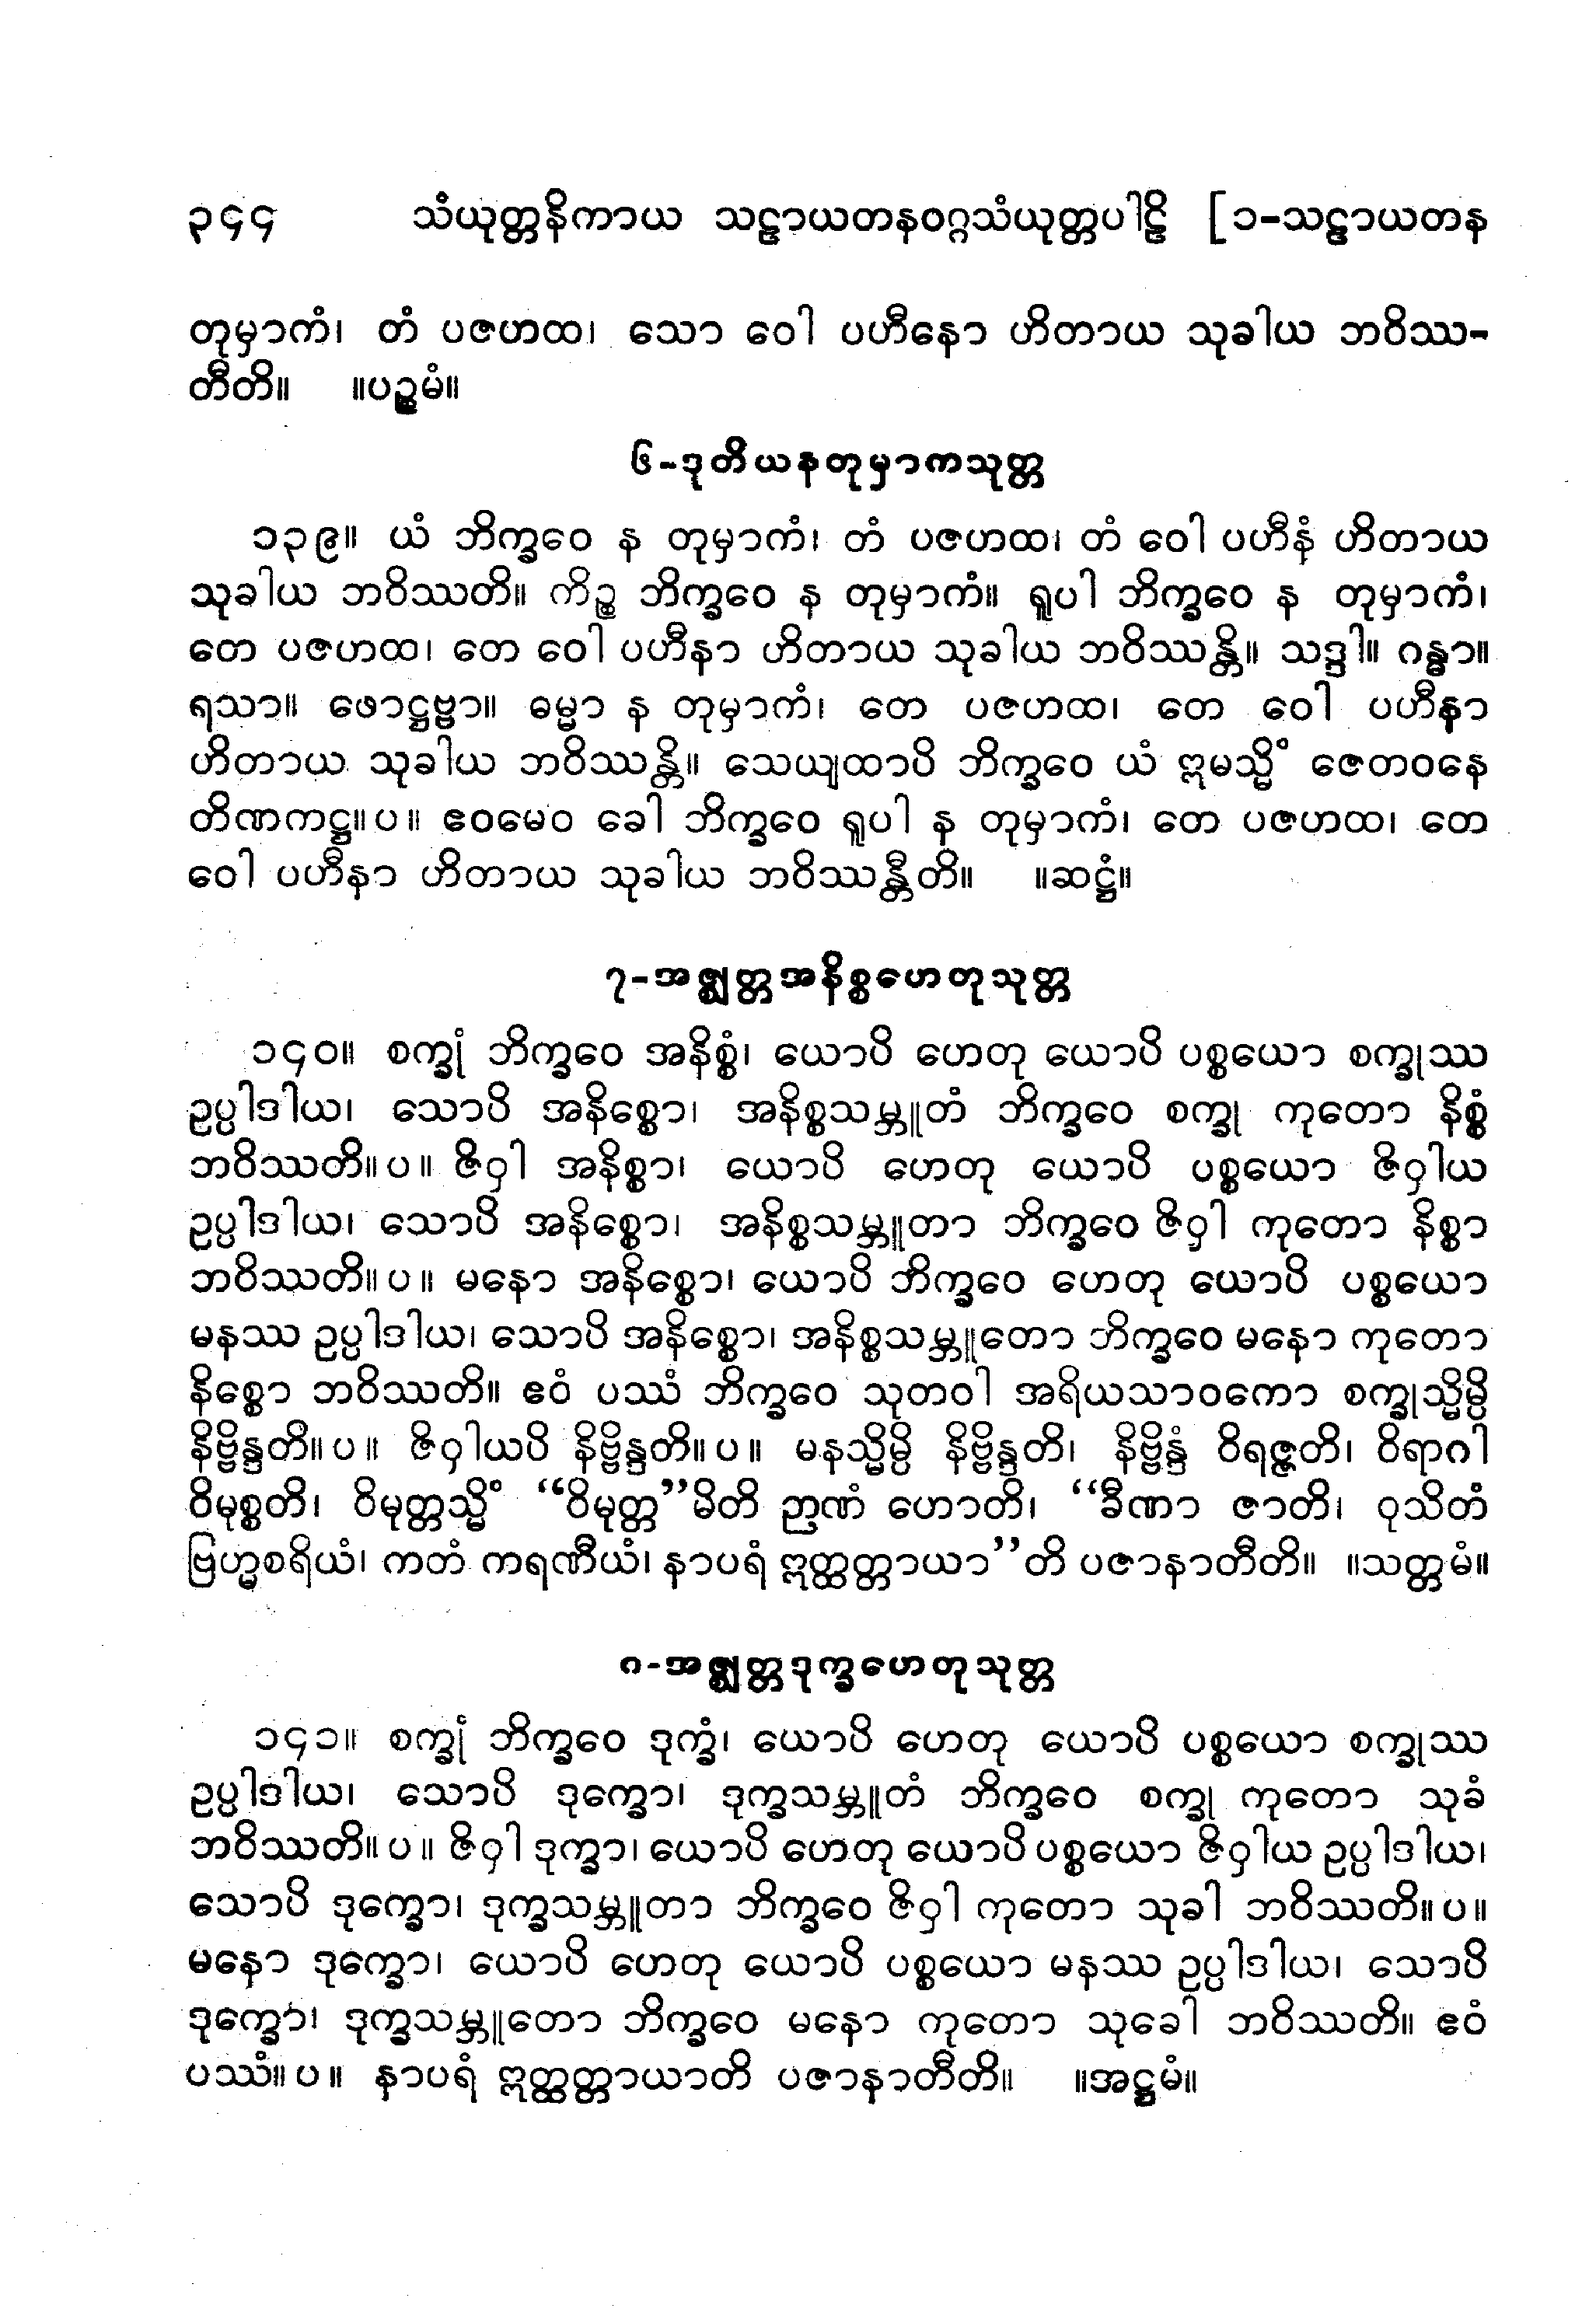 ၃၄၄ သံယုတ္တနိကာယ သဠာယတနဝဂ္ဂသံယုတ္တပါဠိ [၁-သဠာယတန
တုမှာကံ၊ တံ ပဇဟထ၊ သော ဝေါ ပဟီနော ဟိတာယ သုခါယ ဘဝိဿ-
တီတိ။ ။ပဉ္စမံ။
၆-ဒုတိယနတုမှာကသုတ္တ
၁၃၉။ ယံ ဘိက္ခဝေ န တုမှာကံ၊ တံ ပဇဟထ၊ တံ ဝေါ ပဟီနံ ဟိတာယ
သုခါယ ဘဝိဿတိ။ ကိဉ္စ ဘိက္ခဝေ န တုမှာကံ။ ရူပါ ဘိက္ခဝေ န တုမှာကံ၊
တေ ပဇဟထ၊ တေ ဝေါ ပဟီနာ ဟိတာယ သုခါယ ဘဝိဿန္တိ။ သဒ္ဒါ။ ဂန္ဓာ။
ရသာ။ ဖောဋ္ဌဗ္ဗာ။ ဓမ္မာ န တုမှာကံ၊ တေ ပဇဟထ၊ တေ ဝေါ ပဟီနာ
ဟိတာယ သုခါယ ဘဝိဿန္တိ။ သေယျထာပိ ဘိက္ခဝေ ယံ ဣမသ္မိံ ဇေတဝနေ
တိဏကဋ္ဌ။ပ။ ဧဝမေဝ ခေါ ဘိက္ခဝေ ရူပါ န တုမှာကံ၊ တေ ပဇဟထ၊ တေ
ဝေါ ပဟီနာ ဟိတာယ သုခါယ ဘဝိဿန္တီတိ။ ။ဆဋ္ဌံ။
၇-အဇ္ဈတ္တအနိစ္စဟေတုသုတ္တ
၁၄၀။ စက္ခုံ ဘိက္ခဝေ အနိစ္စံ၊ ယောပိ ဟေတု ယောပိ ပစ္စယော စက္ခုဿ
ဥပ္ပါဒါယ၊ သောပိ အနိစ္စော၊ အနိစ္စသမ္ဘူတံ ဘိက္ခဝေ စက္ခု ကုတော နိစ္စံ
ဘဝိဿတိ။ပ။ ဇိဝှါ အနိစ္စာ၊ ယောပိ ဟေတု ယောပိ ပစ္စယော ဇိဝှါယ
ဥပ္ပါဒါယ၊ သောပိ အနိစ္စော၊ အနိစ္စသမ္ဘူတာ ဘိက္ခဝေ ဇိဝှါ ကုတော နိစ္စာ
ဘဝိဿတိ။ပ။ မနော အနိစ္စော၊ ယောပိ ဘိက္ခဝေ ဟေတု ယောပိ ပစ္စယော
မနဿ ဥပ္ပါဒါယ၊ သောပိ အနိစ္စော၊ အနိစ္စသမ္ဘူတော ဘိက္ခဝေ မနော ကုတော
နိစ္စော ဘဝိဿတိ။ ဧဝံ ပဿံ ဘိက္ခဝေ သုတဝါ အရိယသာဝကော စက္ခုသ္မိမ္ပိ
နိဗ္ဗိန္ဒတိ။ပ။ ဇိဝှါယပိ နိဗ္ဗိန္ဒတိ။ပ။ မနသ္မိမ္ပိ နိဗ္ဗိန္ဒတိ၊ နိဗ္ဗိန္ဒံ ဝိရဇ္ဇတိ၊ ဝိရာဂါ
ဝိမုစ္စတိ၊ ဝိမုတ္တသ္မိံ “ဝိမုတ္တ”မိတိ ဉာဏံ ဟောတိ၊ “ခီဏာ ဇာတိ၊ ဝုသိတံ
ဗြဟ္မစရိယံ၊ ကတံ ကရဏီယံ၊ နာပရံ ဣတ္ထတ္တာယာ”တိ ပဇာနာတီတိ။ ။သတ္တမံ။
၈-အဇ္ဈတ္တဒုက္ခဟေတုသုတ္တ
၁၄၁။ စက္ခုံ ဘိက္ခဝေ ဒုက္ခံ၊ ယောပိ ဟေတု ယောပိ ပစ္စယော စက္ခုဿ
ဥပ္ပါဒါယ၊ သောပိ ဒုက္ခော၊ ဒုက္ခသမ္ဘူတံ ဘိက္ခဝေ စက္ခု ကုတော သုခံ
ဘဝိဿတိ။ပ။ ဇိဝှါ ဒုက္ခာ၊ ယောပိ ဟေတု ယောပိ ပစ္စယော ဇိဝှါယ ဥပ္ပါဒါယ၊
သောပိ ဒုက္ခော၊ ဒုက္ခသမ္ဘူတာ ဘိက္ခဝေ ဇိဝှါ ကုတော သုခါ ဘဝိဿတိ။ပ။
မနော ဒုက္ခော၊ ယောပိ ဟေတု ယောပိ ပစ္စယော မနဿ ဥပ္ပါဒါယ၊ သောပိ
ဒုက္ခော၊ ဒုက္ခသမ္ဘူတော ဘိက္ခဝေ မနော ကုတော သုခေါ ဘဝိဿတိ။ ဧဝံ
ပဿံ။ပ။ နာပရံ ဣတ္ထတ္တာယာတိ ပဇာနာတီတိ။ ။အဋ္ဌမံ။